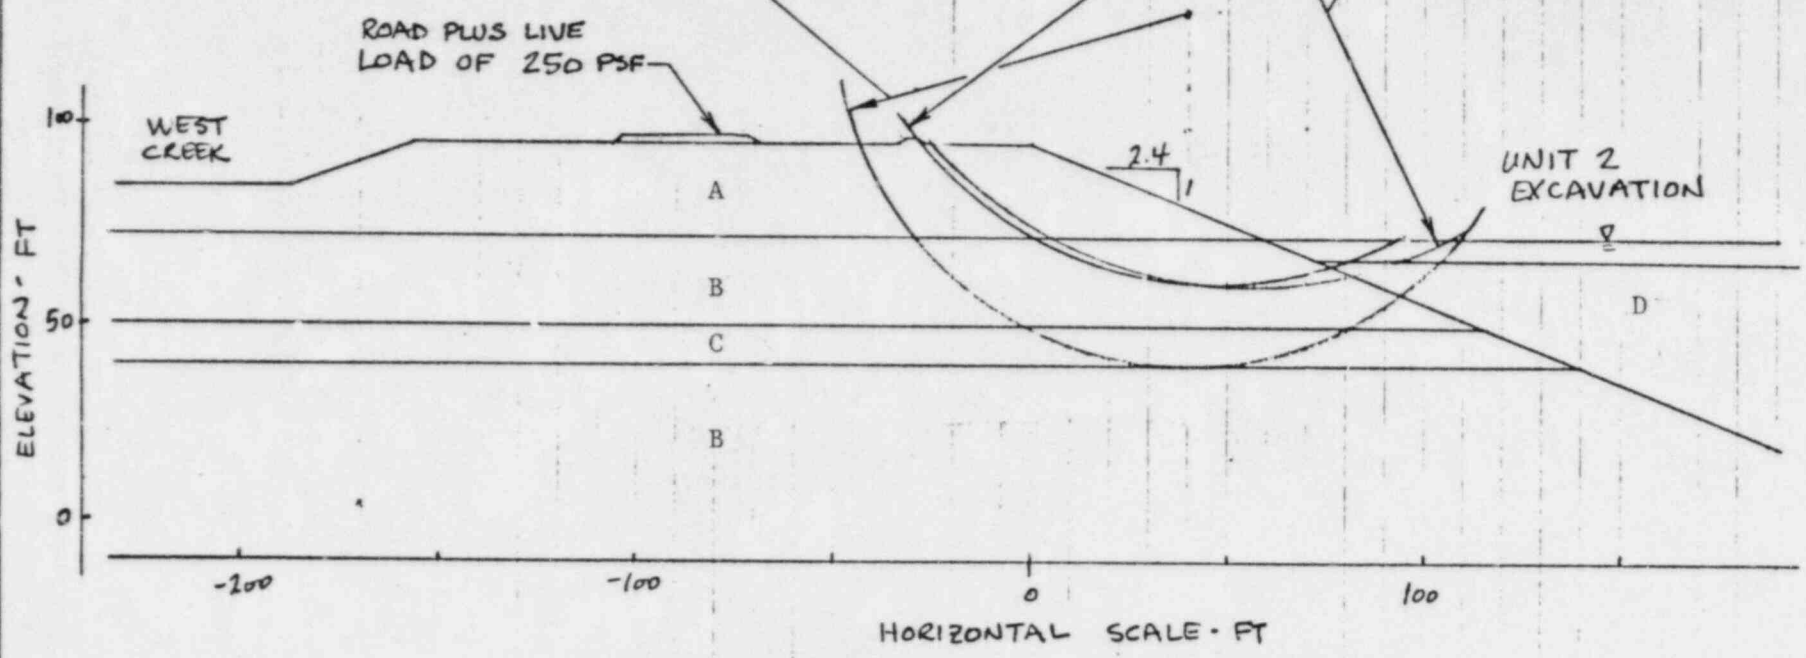 ROAD PLUS LIVE
LOAD OF 250 PSF
100
WEST
CREEK
2.4
1
UNIT 2
EXCAVATION
A
B
D
50
C
B
0
ELEVATION - FT
-200
-100
0
100
HORIZONTAL SCALE - FT